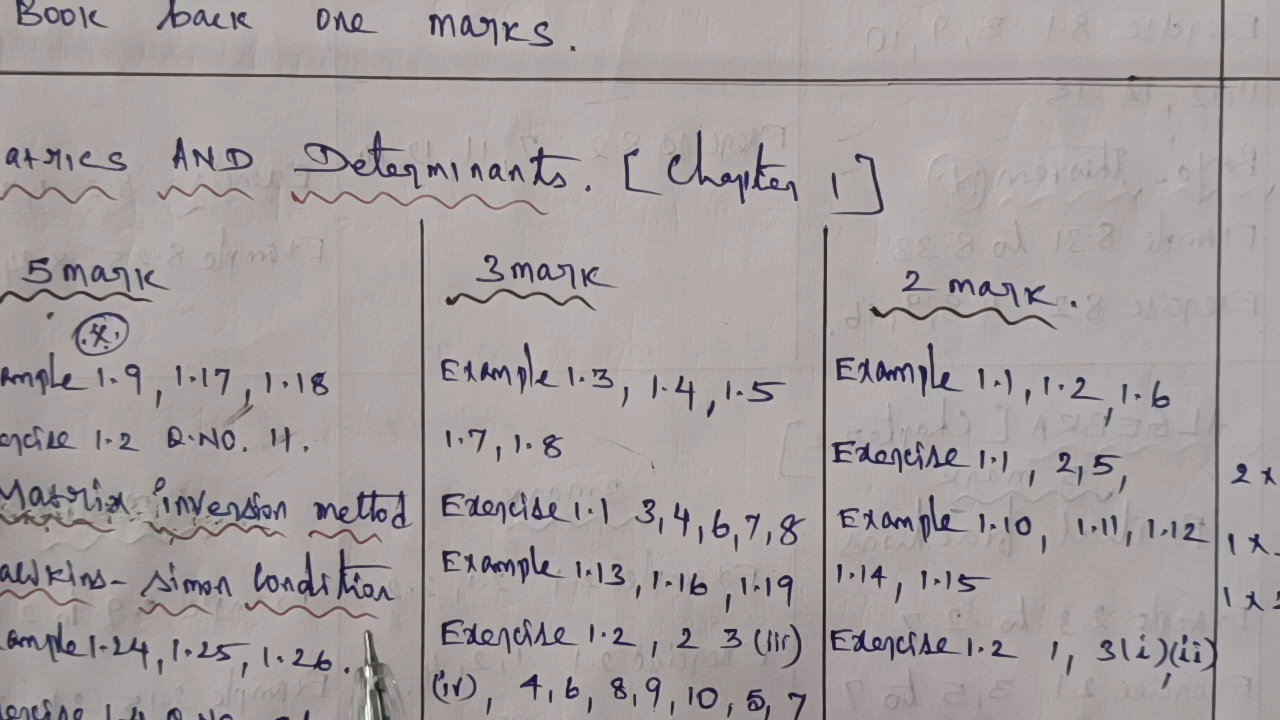 Book back one marks.
atrics AND Determinants. [Chapter 1]
5 mark
ample 1.9, 1.17, 1.18
ercise 1.2 Q.NO. 11.
Matrix inversion mettod
awkins- simon condition
ample 1.24, 1.25, 1.26.
3 mark
Example 1.3, 1.4, 1.5
1.7, 1.8
Exercise 1.1 3, 4, 6, 7, 8
Example 1.13, 1.16, 1.19
Exercise 1.2, 2 3 (iii)
(iv), 4, 6, 8, 9, 10, 5, 7
2 mark.
Example 1.1, 1.2, 1.6
Exercise 1.1, 2, 5,
Example 1.10, 1.11, 1.12
1.14, 1.15
Exercise 1.2 1, 3(i), (ii)
2 x
1 x
1 x